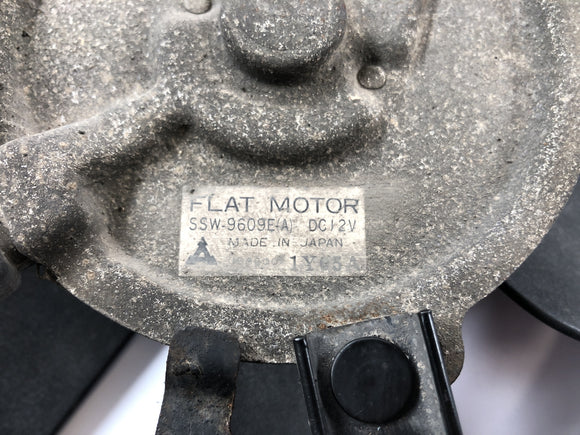 FLAT MOTOR
SSW-9609E(A) DC12V
MADE IN JAPAN